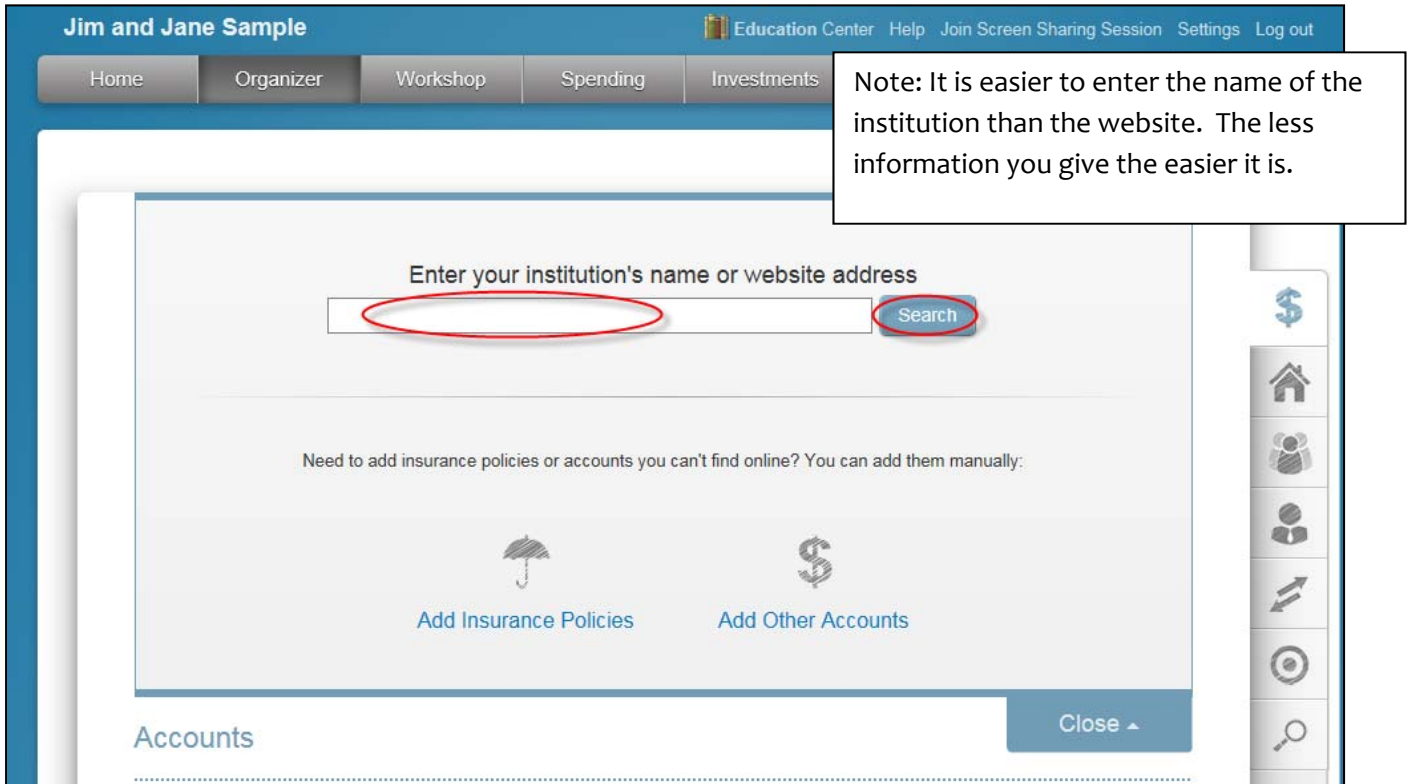 Jim and Jane Sample
Education Center Help Join Screen Sharing Session Settings Log out
Home Organizer Workshop Spending Investments
Note: It is easier to enter the name of the
institution than the website. The less
information you give the easier it is.
Enter your institution's name or website address
Search
Need to add insurance policies or accounts you can't find online? You can add them manually:
Add Insurance Policies Add Other Accounts
Close
Accounts